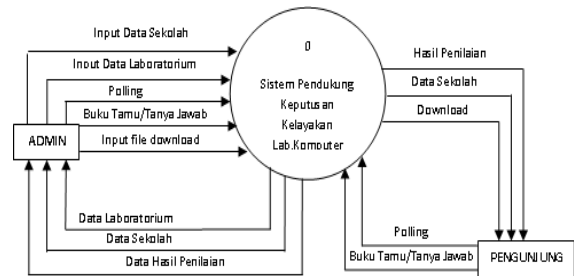 Input Data Sekolah
Input Data Laboratorium
Polling
Buku Tamu/Tanya Jawab
Input file download
ADMIN
0
Sistem Pendukung
Keputusan
Kelayakan
Lab.Komputer
Hasil Penilaian
Data Sekolah
Download
Data Laboratorium
Data Sekolah
Data Hasil Penilaian
Polling
Buku Tamu/Tanya Jawab
PENGUNJUNG